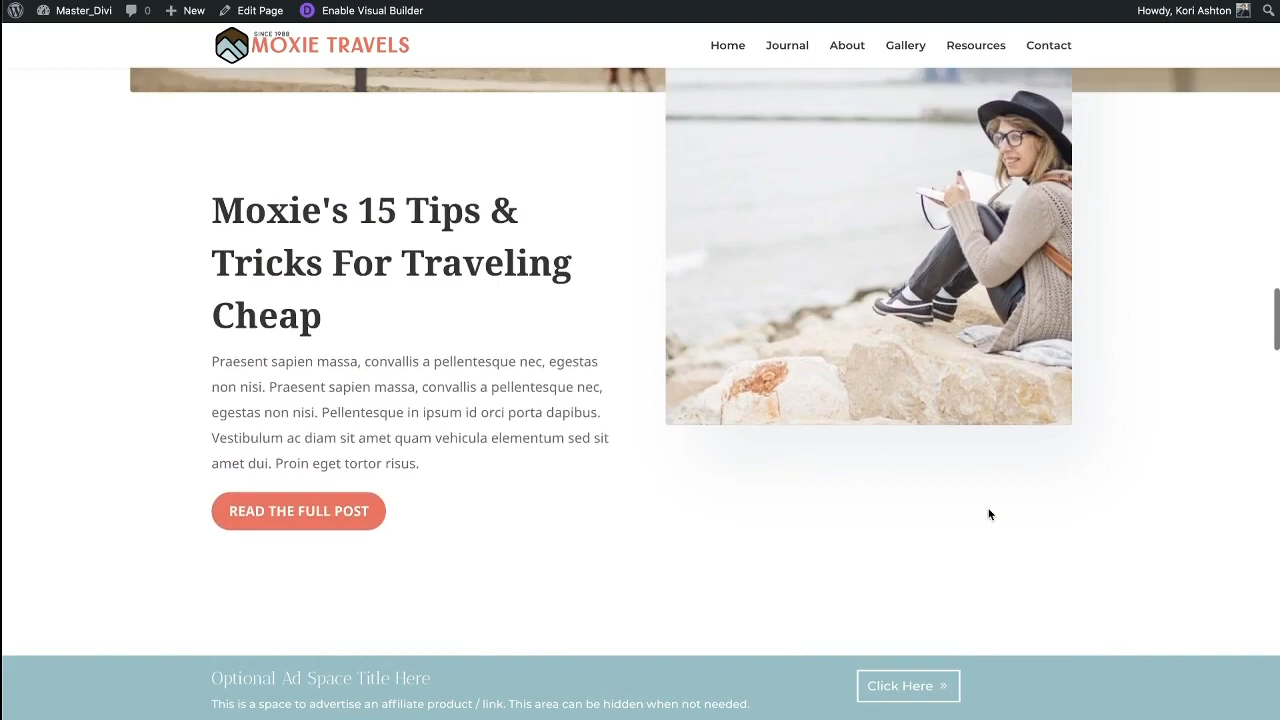 Master_Divi
0
New
Edit Page
D
Enable Visual Builder
Howdy, Kori Ashton
SINCE 1988
MOXIE TRAVELS
Home
Journal
About
Gallery
Resources
Contact
Moxie's 15 Tips &
Tricks For Traveling
Cheap
Praesent sapien massa, convallis a pellentesque nec, egestas
non nisi. Praesent sapien massa, convallis a pellentesque nec,
egestas non nisi. Pellentesque in ipsum id orci porta dapibus.
Vestibulum ac diam sit amet quam vehicula elementum sed sit
amet dui. Proin eget tortor risus.
READ THE FULL POST
Optional Ad Space Title Here
This is a space to advertise an affiliate product / link. This area can be hidden when not needed.
Click Here »